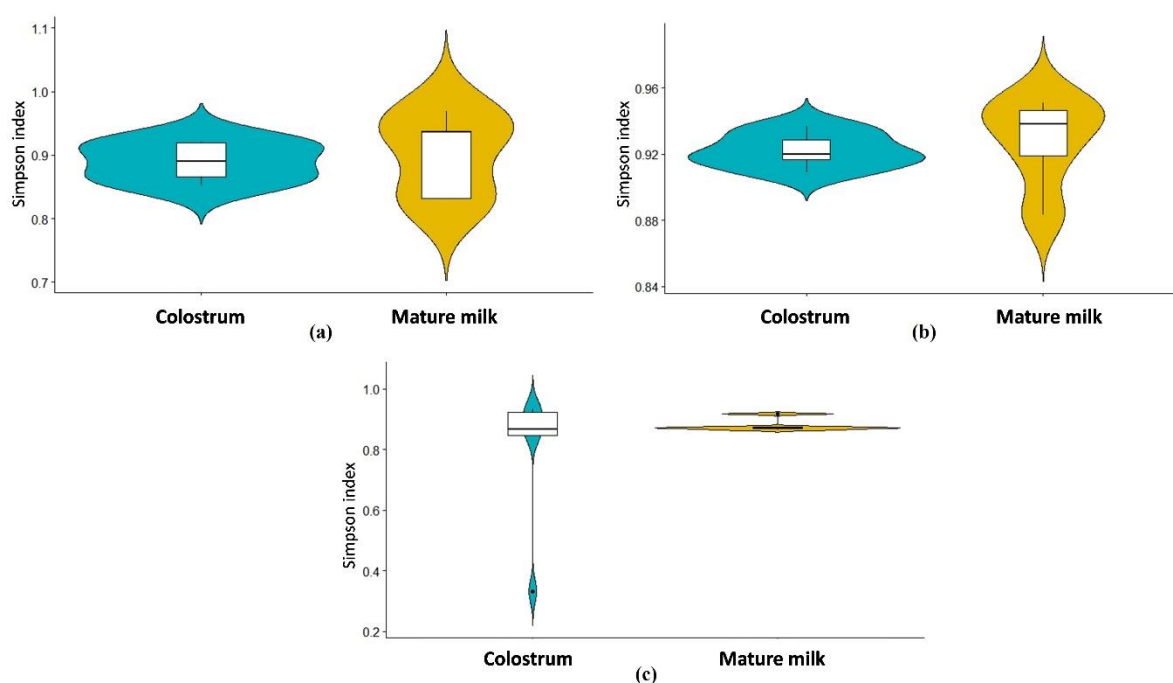 1.1
1.0
0.9
0.8
0.7
Simpson index
Colostrum
Mature milk
(a)
0.96
0.92
0.88
0.84
Simpson index
Colostrum
Mature milk
(b)
1.0
0.8
0.6
0.4
0.2
Simpson index
Colostrum
Mature milk
(c)